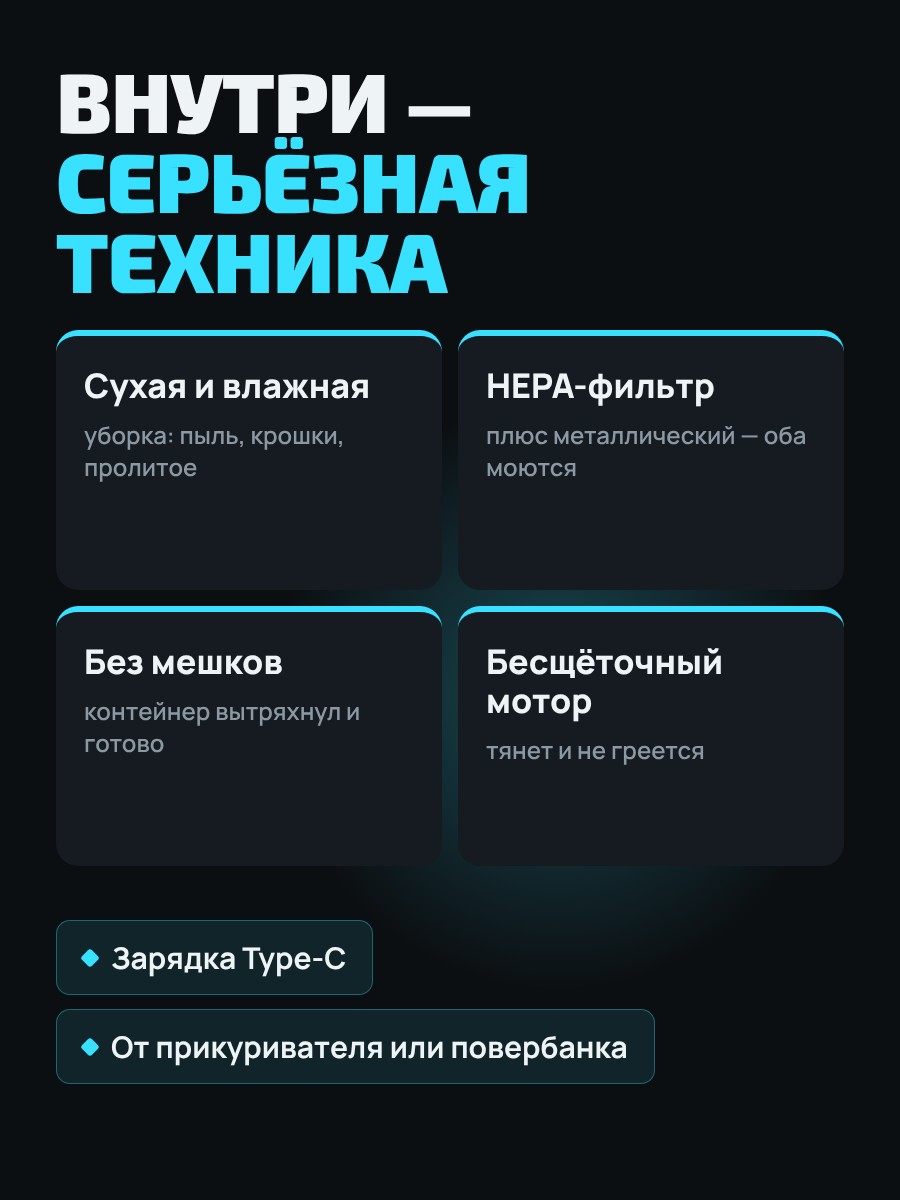 ВНУТРИ —
СЕРЬЁЗНАЯ
ТЕХНИКА
Сухая и влажная
уборка: пыль, крошки,
пролитое
HEPA-фильтр
плюс металлический — оба
моются
Без мешков
контейнер вытряхнул и
готово
Бесщёточный
мотор
тянет и не греется
Зарядка Type-C
От прикуривателя или повербанка